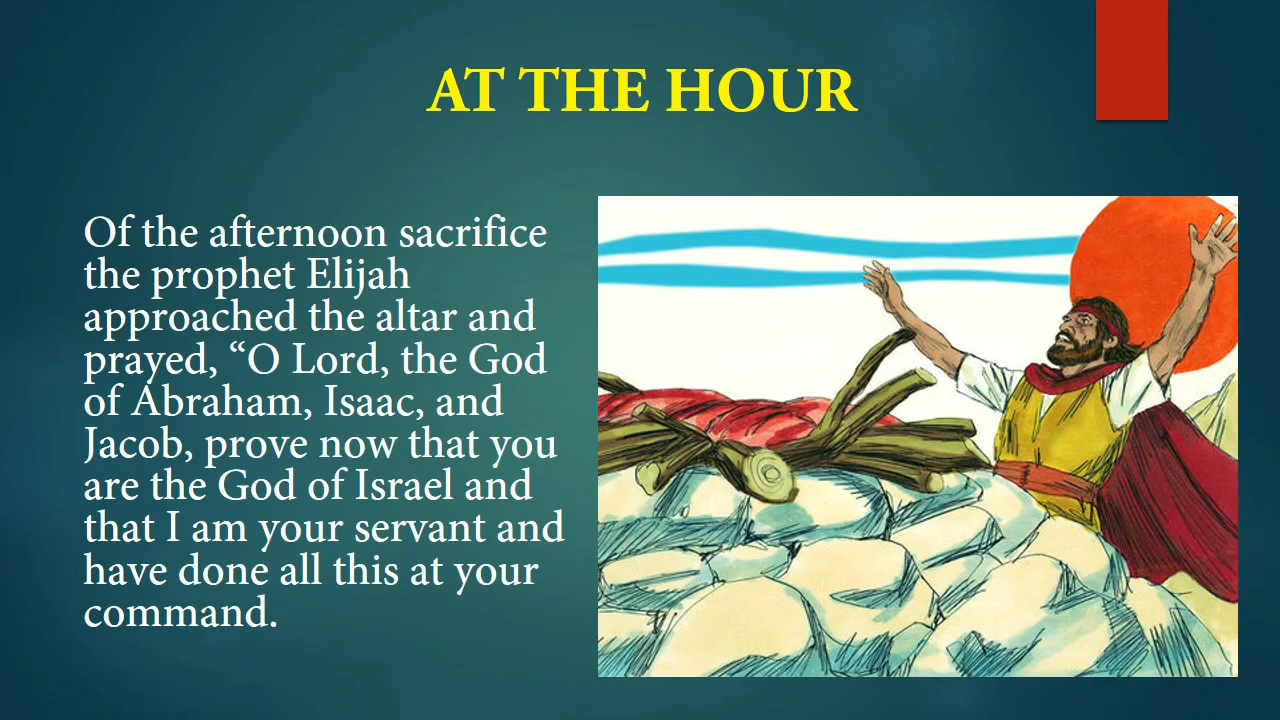 AT THE HOUR
Of the afternoon sacrifice
the prophet Elijah
approached the altar and
prayed, “O Lord, the God
of Abraham, Isaac, and
Jacob, prove now that you
are the God of Israel and
that I am your servant and
have done all this at your
command.